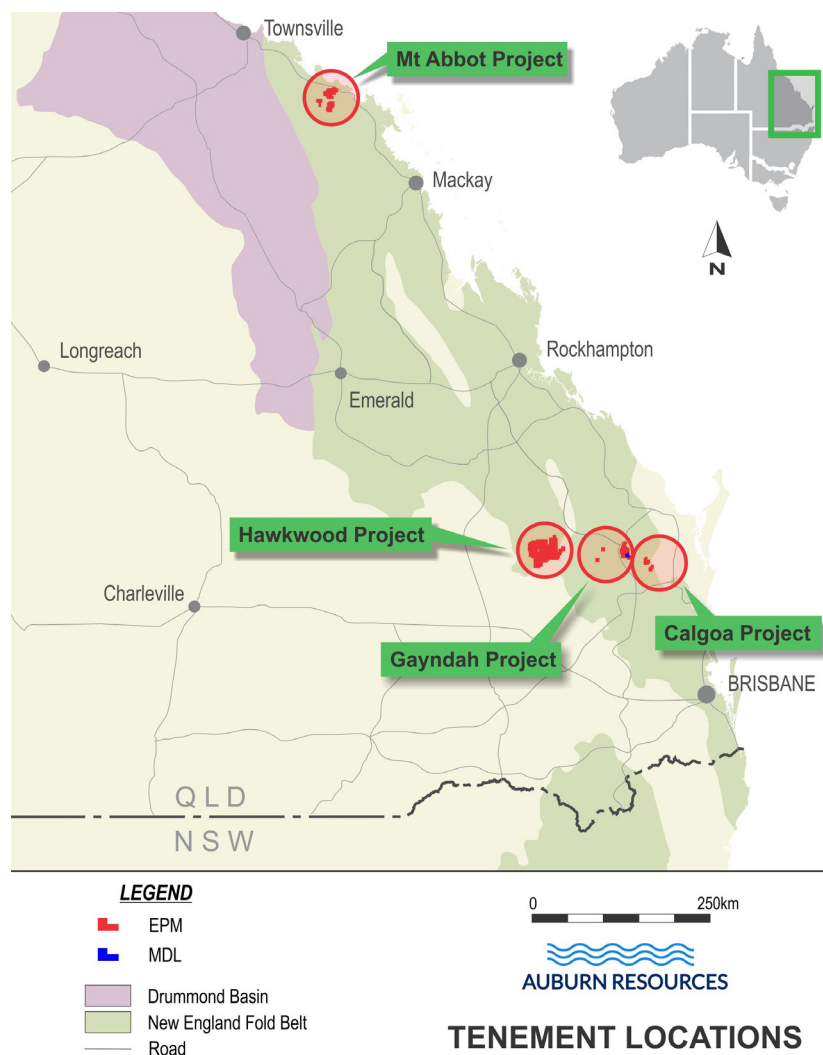 Townsville
Mt Abbot Project
Mackay
N
Longreach
Rockhampton
Emerald
Hawkwood Project
Charleville
Calgoa Project
Gayndah Project
BRISBANE
QLD
NSW
LEGEND
EPM
MDL
Drummond Basin
New England Fold Belt
Road
0 250km
AUBURN RESOURCES
TENEMENT LOCATIONS